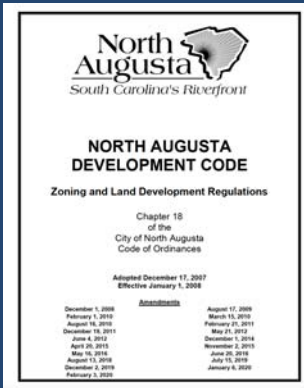 North
Augusta
South Carolina's Riverfront
NORTH AUGUSTA
DEVELOPMENT CODE
Zoning and Land Development Regulations
Chapter 18
of the
City of North Augusta
Code of Ordinances
Adopted December 17, 2007
Effective January 1, 2008
Amendments
December 1, 2008 August 17, 2009
February 1, 2010 March 15, 2010
August 16, 2010 February 21, 2011
December 19, 2011 May 21, 2012
June 4, 2012 December 1, 2014
April 20, 2015 November 2, 2015
May 16, 2016 June 20, 2016
August 13, 2018 July 15, 2019
December 2, 2019 January 6, 2020
February 3, 2020